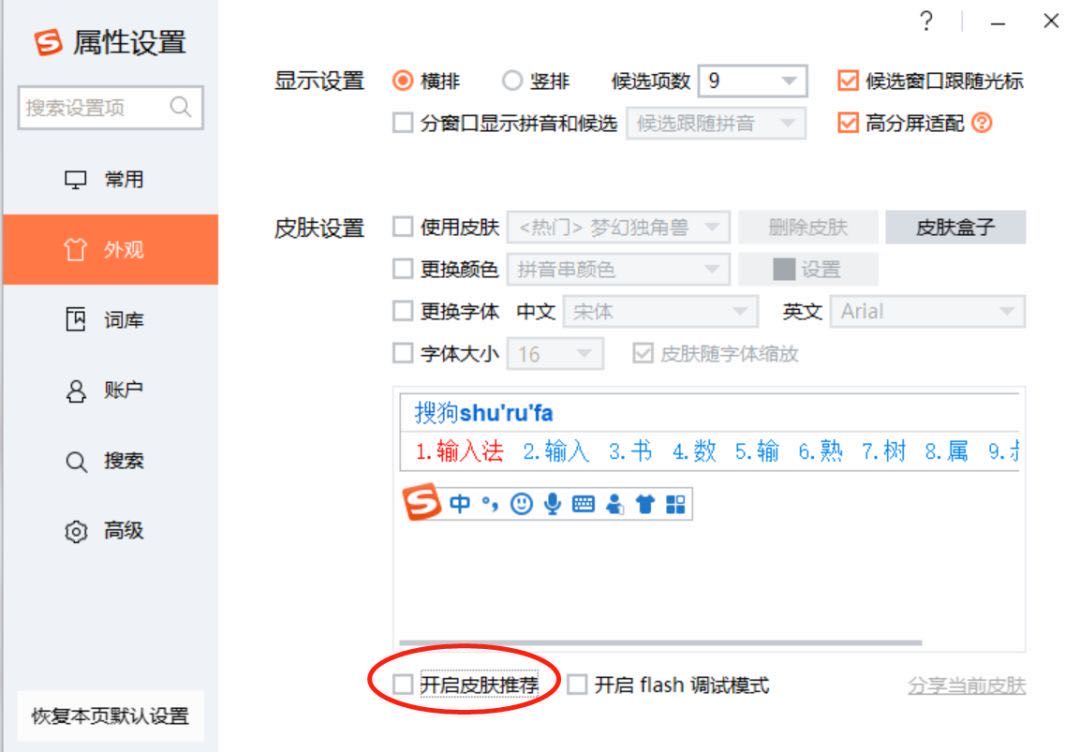 属性设置
搜索设置项
常用
外观
词库
账户
搜索
高级
恢复本页默认设置
?
显示设置 横排 竖排 候选项数 9 候选窗口跟随光标
分窗口显示拼音和候选 候选跟随拼音 高分屏适配 ?
皮肤设置 使用皮肤 <热门> 梦幻独角兽 删除皮肤 皮肤盒子
更换颜色 拼音串颜色 设置
更换字体 中文 宋体 英文 Arial
字体大小 16 皮肤随字体缩放
搜狗shu'ru'fa
1.输入法 2.输入 3.书 4.数 5.输 6.熟 7.树 8.属 9.
中 °,
开启皮肤推荐 开启 flash 调试模式 分享当前皮肤